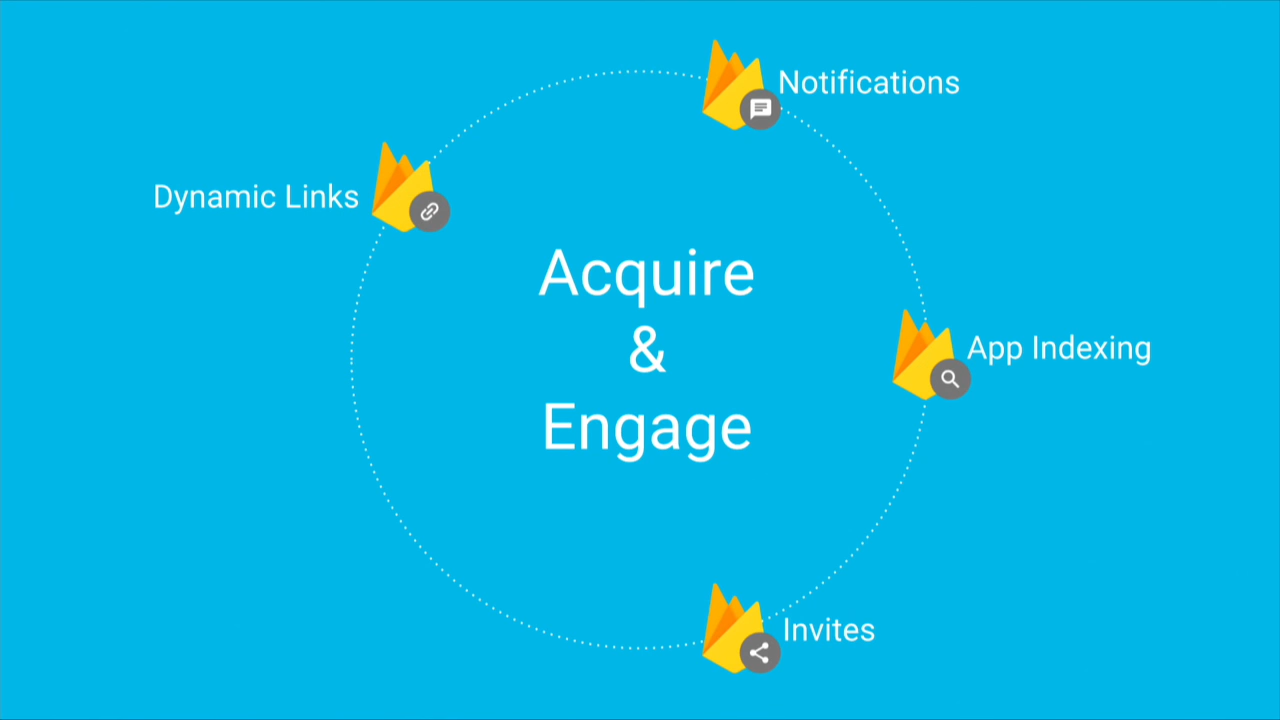 Notifications
Dynamic Links
Acquire
&
Engage
App Indexing
Invites